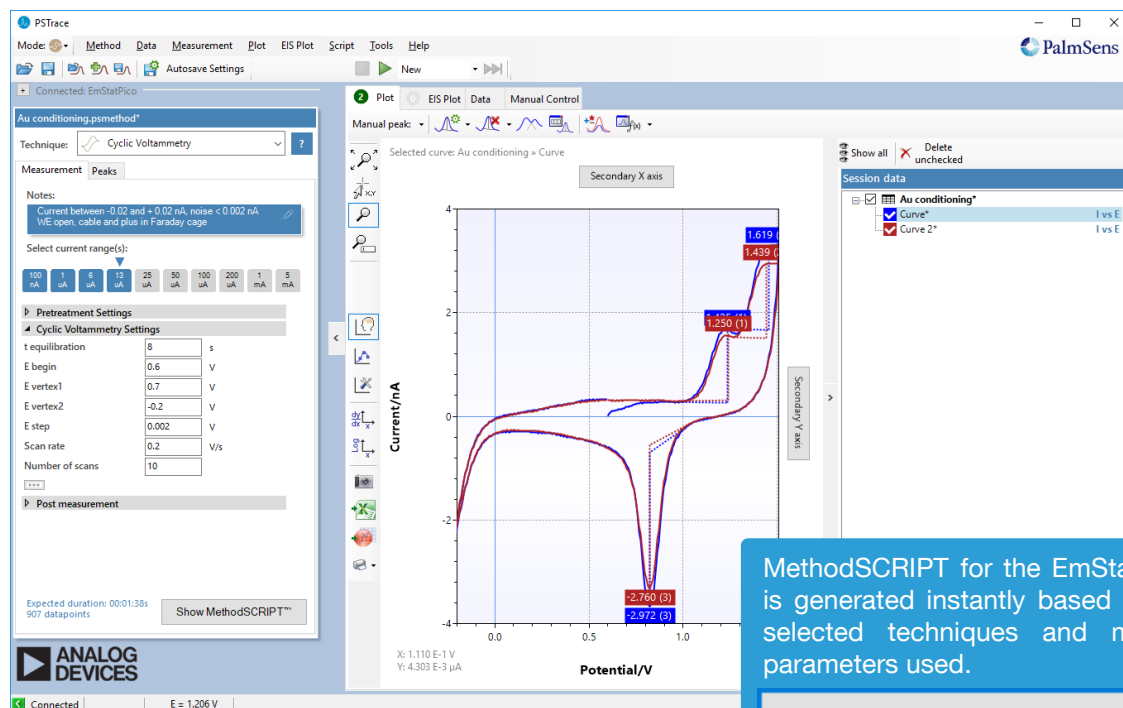 PSTrace
Mode: Method Data Measurement Plot EIS Plot Script Tools Help
PalmSens
Autosave Settings
New
Connected: EmStatPico
Au conditioning.psmethod*
Technique: Cyclic Voltammetry ?
Measurement Peaks
Notes:
Current between -0.02 and + 0.02 nA, noise < 0.002 nA
WE open, cable and plus in Faraday cage
Select current range(s):
100 nA 1 uA 6 uA 13 uA 25 uA 50 uA 100 uA 200 uA 1 mA 5 mA
Pretreatment Settings
Cyclic Voltammetry Settings
t equilibration 8 s
E begin 0.6 V
E vertex1 0.7 V
E vertex2 -0.2 V
E step 0.002 V
Scan rate 0.2 V/s
Number of scans 10
Post measurement
Expected duration: 00:01:38s
907 datapoints
Show MethodSCRIPT™
ANALOG
DEVICES
Connected E = 1.206 V
2 Plot 0 EIS Plot Data Manual Control
Manual peak:
Selected curve: Au conditioning » Curve
Secondary X axis
Secondary Y axis
Current/nA
4
2
0
-2
-4
1.619
1.439
1.250 (1)
-2.760 (3)
-2.972 (3)
0.0 0.5 1.0
Potential/V
X: 1.110 E-1 V
Y: 4.303 E-3 µA
Show all Delete
unchecked
Session data
Au conditioning*
Curve* I vs E
Curve 2* I vs E
MethodSCRIPT for the EmSta
is generated instantly based
selected techniques and m
parameters used.